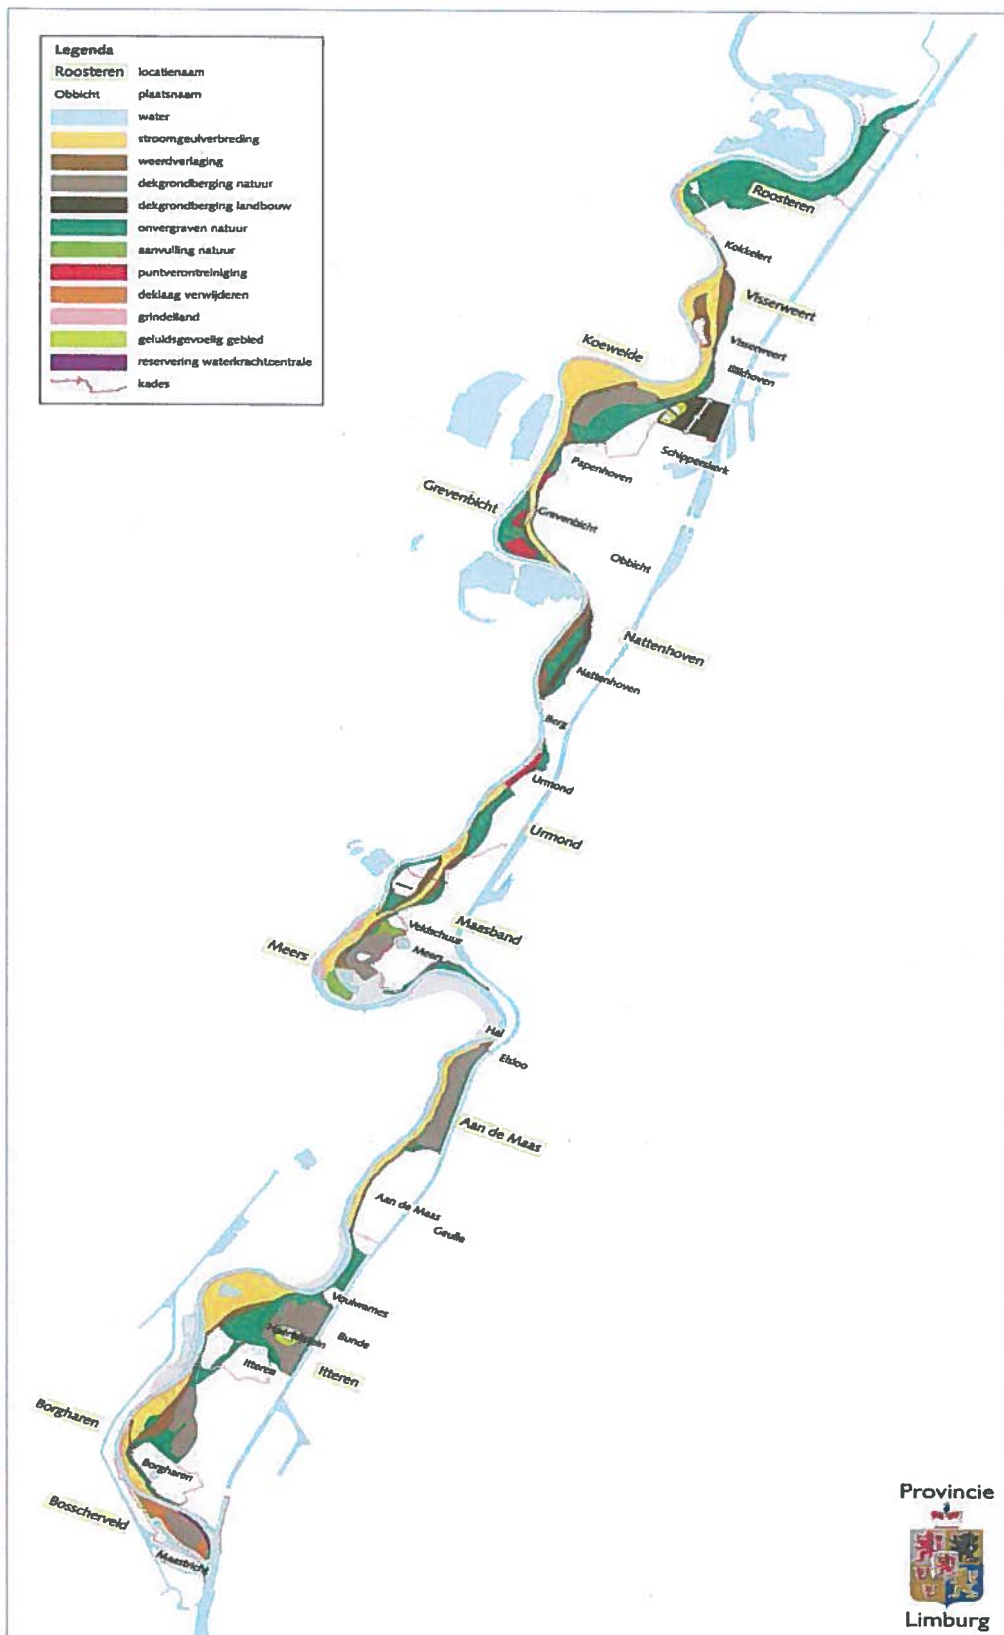 Legenda
Roosteren locatienaam
Obbicht plaatsnaam
water
stroomgeulverbreding
weerdverlaging
dekgrondberging natuur
dekgrondberging landbouw
onvergraven natuur
aanvulling natuur
puntverontreiniging
deklaag verwijderen
grindeiland
geluidsgevoelig gebied
reservering waterkrachtcentrale
kades
Roosteren
Kokkelert
Visserweert
Koeweide
Visserweert
Illikhoven
Schipperskerk
Papenhoven
Grevenbicht
Grevenbicht
Obbicht
Nattenhoven
Nattenhoven
Berg
Urmond
Urmond
Maasband
Veldschuur
Meers
Meers
Hal
Elsloo
Aan de Maas
Aan de Maas
Geulle
Voulwames
Bunde
Itteren
Itteren
Borgharen
Borgharen
Bosscherveld
Maastricht
Provincie
Limburg